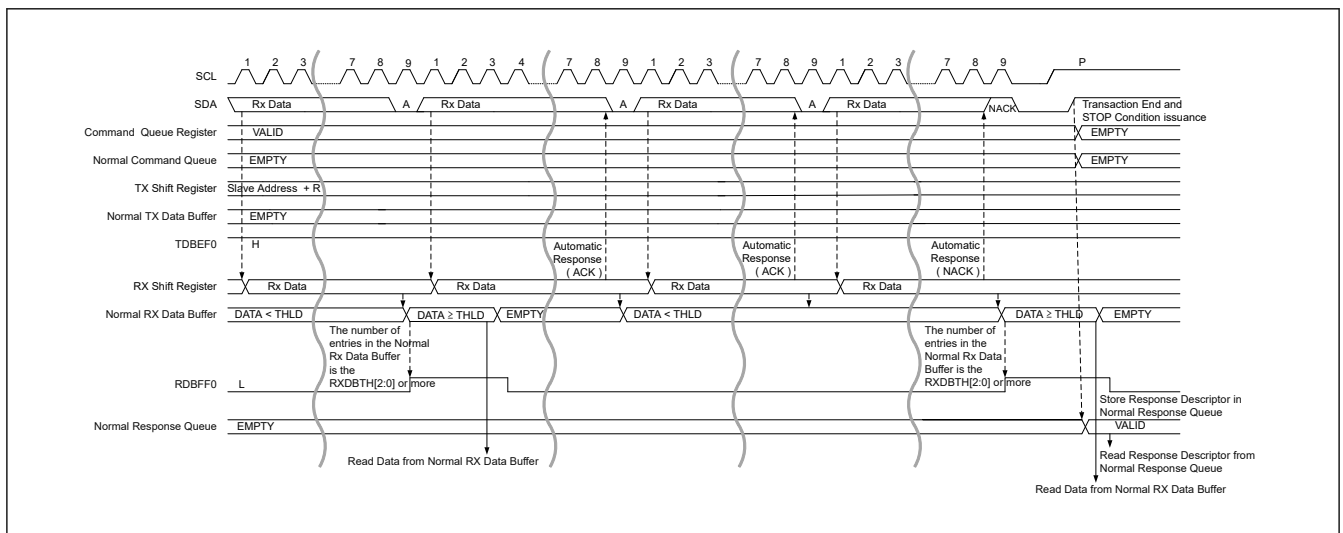 1 2 3 7 8 9 1 2 3 4 7 8 9 1 2 3 7 8 9 1 2 3 7 8 9 P
SCL
SDA Rx Data A Rx Data A Rx Data A Rx Data NACK Transaction End and
STOP Condition issuance
Command Queue Register VALID EMPTY
Normal Command Queue EMPTY EMPTY
TX Shift Register Slave Address + R
Normal TX Data Buffer EMPTY
TDBEF0 H
Automatic
Response
( ACK )
Automatic
Response
( ACK )
Automatic
Response
( NACK )
RX Shift Register Rx Data Rx Data Rx Data Rx Data
Normal RX Data Buffer DATA < THLD DATA ≥ THLD EMPTY DATA < THLD DATA ≥ THLD EMPTY
The number of
entries in the Normal
Rx Data Buffer
is the
RXDBTH[2:0] or more
The number of
entries in the
Normal Rx Data
Buffer is the
RXDBTH[2:0] or more
RDBFF0 L
Store Response Descriptor in
Normal Response Queue
Normal Response Queue EMPTY VALID
Read Data from Normal RX Data Buffer
Read Response Descriptor from
Normal Response Queue
Read Data from Normal RX Data Buffer